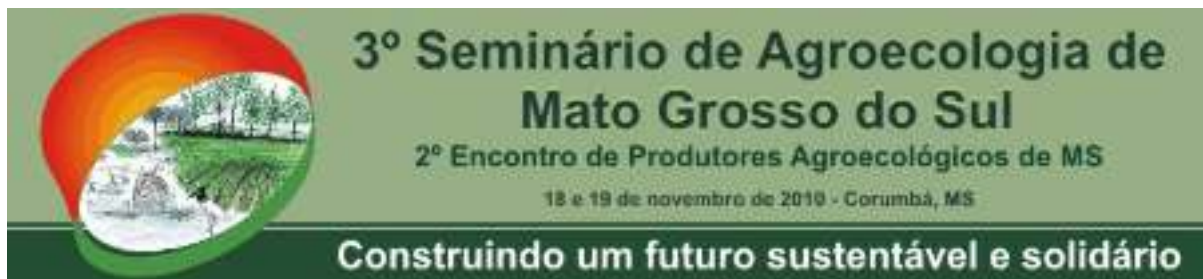 3º Seminário de Agroecologia de
Mato Grosso do Sul
2º Encontro de Produtores Agroecológicos de MS
18 e 19 de novembro de 2010 - Corumbá, MS
Construindo um futuro sustentável e solidário